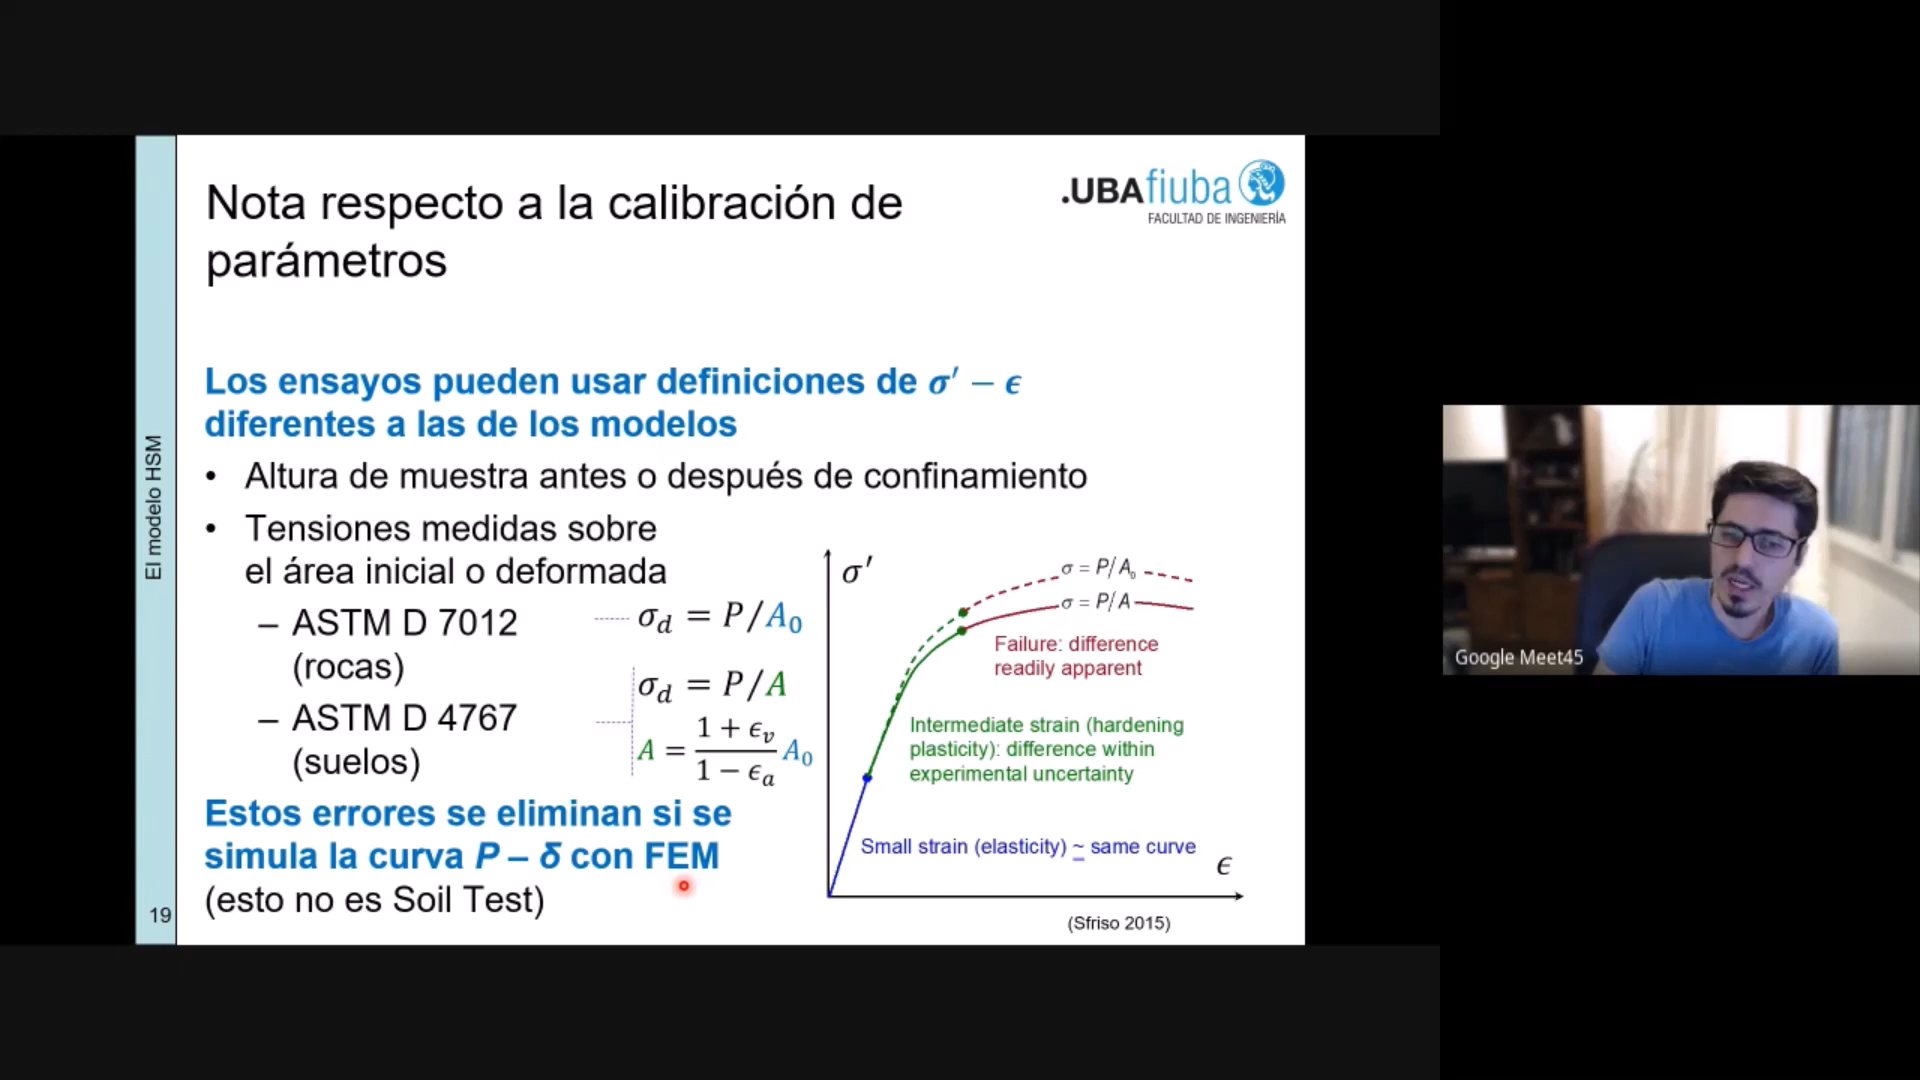 Nota respecto a la calibración de
parámetros
.UBAfiuba
FACULTAD DE INGENIERÍA
El modelo HSM
Los ensayos pueden usar definiciones de σ′ − ϵ
diferentes a las de los modelos
• Altura de muestra antes o después de confinamiento
• Tensiones medidas sobre
el área inicial o deformada
– ASTM D 7012
(rocas)
σd = P/A0
– ASTM D 4767
(suelos)
σd = P/A
A = (1 + ϵv)/(1 − ϵa) A0
Estos errores se eliminan si se
simula la curva P – δ con FEM
(esto no es Soil Test)
19
σ′
σ = P/A0
σ = P/A
Failure: difference
readily apparent
Intermediate strain (hardening
plasticity): difference within
experimental uncertainty
Small strain (elasticity) ~ same curve
ϵ
(Sfriso 2015)
Google Meet45